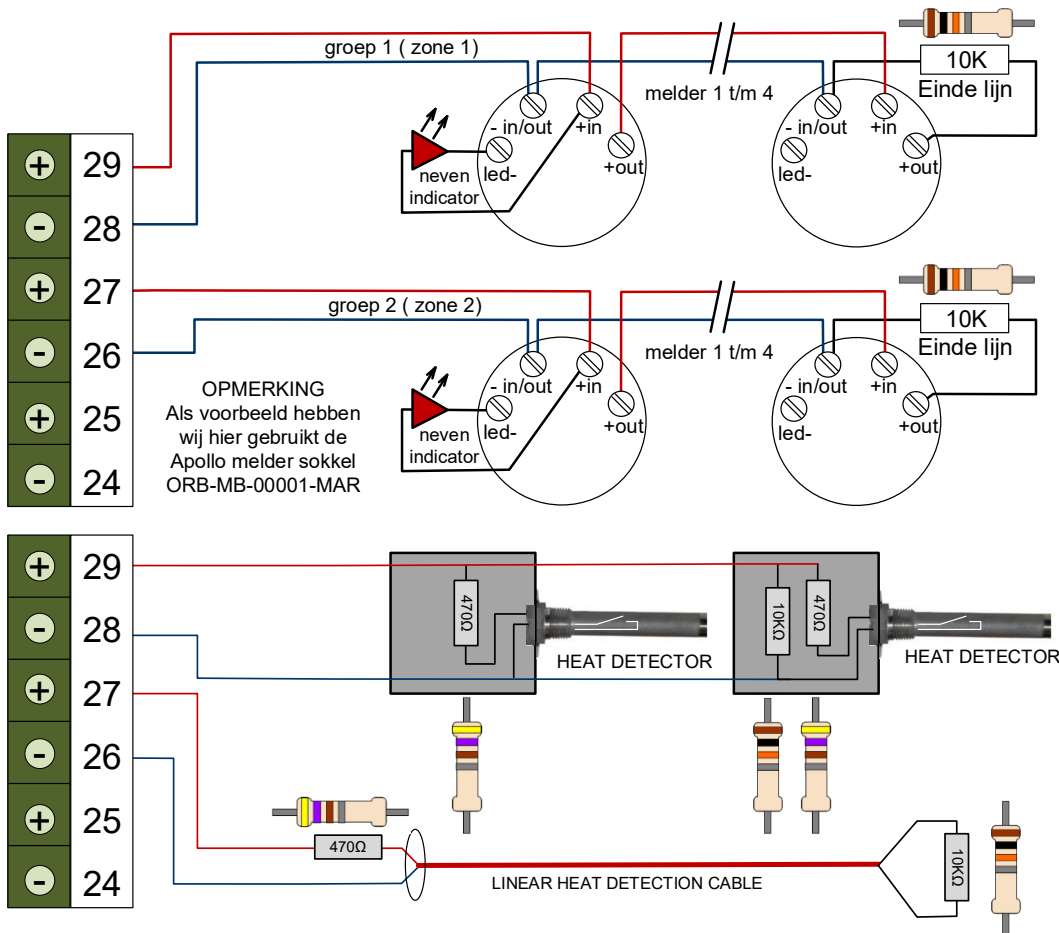 groep 1 ( zone 1)
10K
Einde lijn
melder 1 t/m 4
- in/out
+in
+out
led-
neven
indicator
- in/out
+in
+out
led-
+ 29
- 28
+ 27
- 26
+ 25
- 24
groep 2 ( zone 2)
10K
Einde lijn
melder 1 t/m 4
- in/out
+in
+out
led-
neven
indicator
- in/out
+in
+out
led-
OPMERKING
Als voorbeeld hebben
wij hier gebruikt de
Apollo melder sokkel
ORB-MB-00001-MAR
+ 29
- 28
+ 27
- 26
+ 25
- 24
470Ω
HEAT DETECTOR
10KΩ
470Ω
HEAT DETECTOR
470Ω
LINEAR HEAT DETECTION CABLE
10KΩ